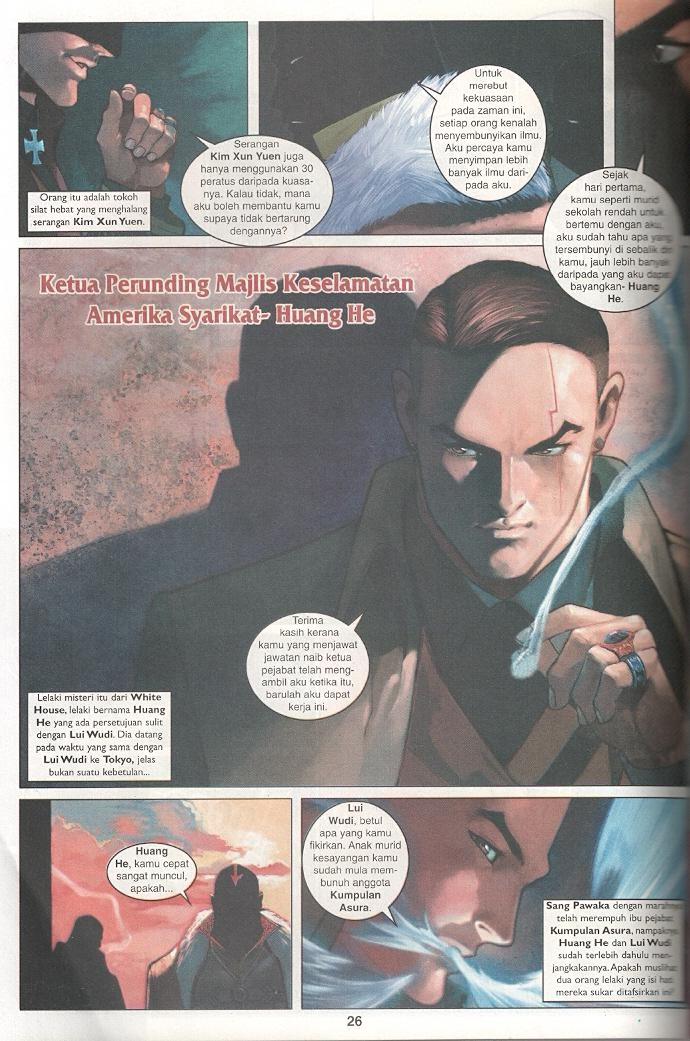 Serangan
Kim Xun Yuen juga
hanya menggunakan 30
peratus daripada kuasa-
nya. Kalau tidak, mana
aku boleh membantu kamu
supaya tidak bertarung
dengannya?
Orang itu adalah tokoh
silat hebat yang menghalang
serangan Kim Xun Yuen.
Untuk
merebut
kekuasaan
pada zaman ini,
setiap orang kenalah
menyembunyikan ilmu.
Aku percaya kamu
menyimpan lebih
banyak ilmu dari-
pada aku.
Sejak
hari pertama,
kamu seperti murid
sekolah rendah untuk
bertemu dengan aku,
aku sudah tahu apa yang
tersembunyi di sebalik diri
kamu, jauh lebih banyak
daripada yang aku dapat
bayangkan- Huang
He.
Ketua Perunding Majlis Keselamatan
Amerika Syarikat- Huang He
Terima
kasih kerana
kamu yang menjawat
jawatan naib ketua
pejabat telah meng-
ambil aku ketika itu,
barulah aku dapat
kerja ini.
Lelaki misteri itu dari White
House, lelaki bernama Huang
He yang ada persetujuan sulit
dengan Lui Wudi. Dia datang
pada waktu yang sama dengan
Lui Wudi ke Tokyo, jelas
bukan suatu kebetulan...
Huang
He, kamu cepat
sangat muncul,
apakah...
Lui
Wudi, betul
apa yang kamu
fikirkan. Anak murid
kesayangan kamu
sudah mula mem-
bunuh anggota
Kumpulan
Asura.
Sang Pawaka dengan marahnya
telah merempuh ibu pejabat
Kumpulan Asura, nampaknya
Huang He dan Lui Wudi
sudah terlebih dahulu men-
jangkakannya. Apakah muslihat
dua orang lelaki yang isi hati
mereka sukar ditafsirkan ini?
26